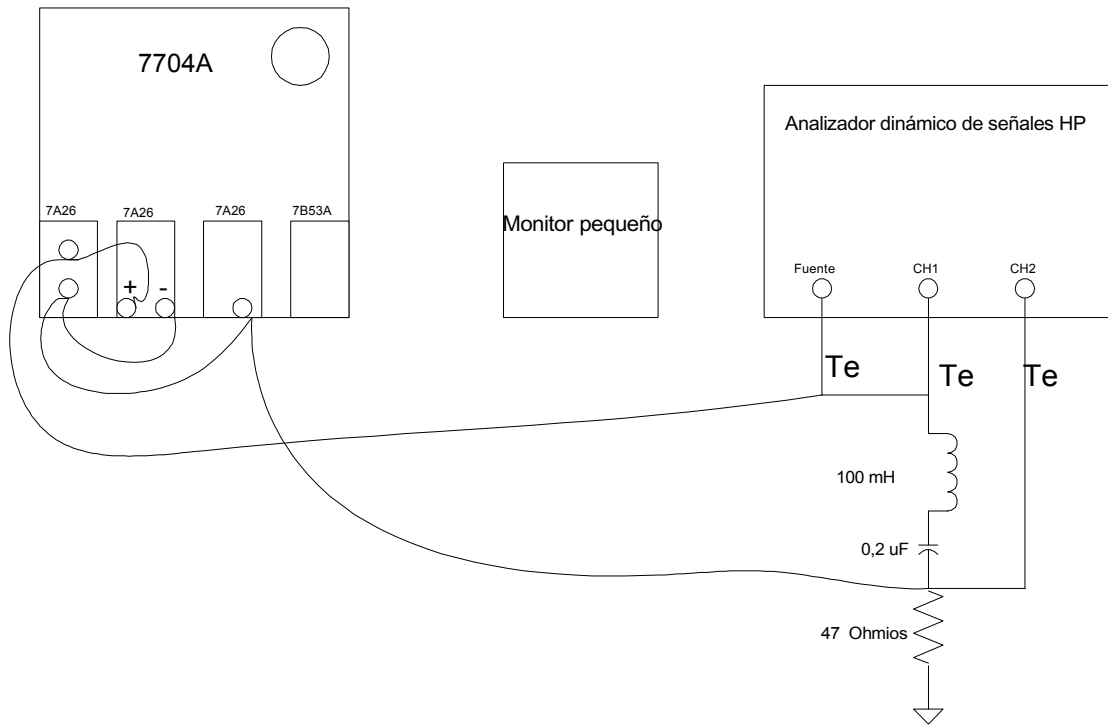 7704A
Analizador dinámico de señales HP
7A26
7A26
7A26
7B53A
Monitor pequeño
+
-
Fuente
CH1
CH2
Te
Te
Te
100 mH
0,2 uF
47 Ohmios